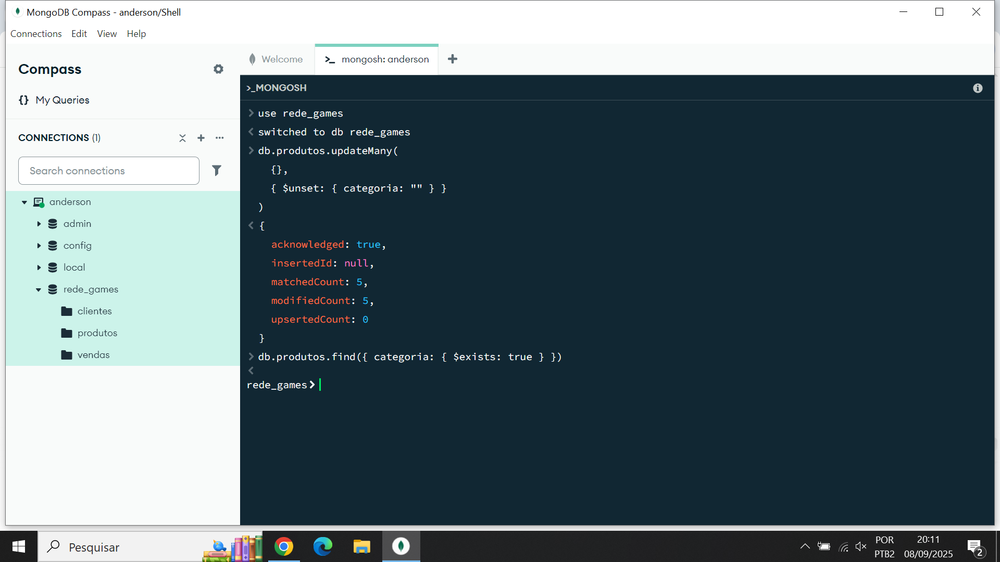 MongoDB Compass - anderson/Shell
Connections Edit View Help
Compass
{} My Queries
CONNECTIONS (1)
Search connections
anderson
admin
config
local
rede_games
clientes
produtos
vendas
Welcome
>_ mongosh: anderson
>_MONGOSH
> use rede_games
< switched to db rede_games
> db.produtos.updateMany(
{},
{ $unset: { categoria: "" } }
)
< {
acknowledged: true,
insertedId: null,
matchedCount: 5,
modifiedCount: 5,
upsertedCount: 0
}
> db.produtos.find({ categoria: { $exists: true } })
<
rede_games>
Pesquisar
POR
PTB2
20:11
08/09/2025
2